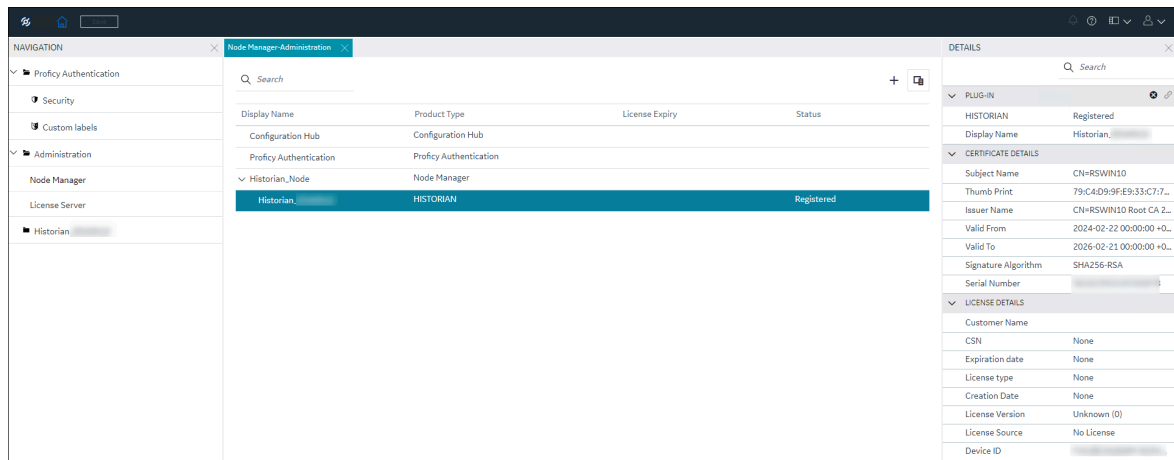 Save
NAVIGATION
Proficy Authentication
Security
Custom labels
Administration
Node Manager
License Server
Historian_
Node Manager-Administration
Search
Display Name Product Type License Expiry Status
Configuration Hub Configuration Hub
Proficy Authentication Proficy Authentication
Historian_Node Node Manager
Historian_ HISTORIAN Registered
DETAILS
Search
PLUG-IN
HISTORIAN Registered
Display Name Historian_
CERTIFICATE DETAILS
Subject Name CN=RSWIN10
Thumb Print 79:C4:D9:9F:E9:33:C7:7...
Issuer Name CN=RSWIN10 Root CA 2...
Valid From 2024-02-22 00:00:00 +0...
Valid To 2026-02-21 00:00:00 +0...
Signature Algorithm SHA256-RSA
Serial Number
LICENSE DETAILS
Customer Name
CSN None
Expiration date None
License type None
Creation Date None
License Version Unknown (0)
License Source No License
Device ID